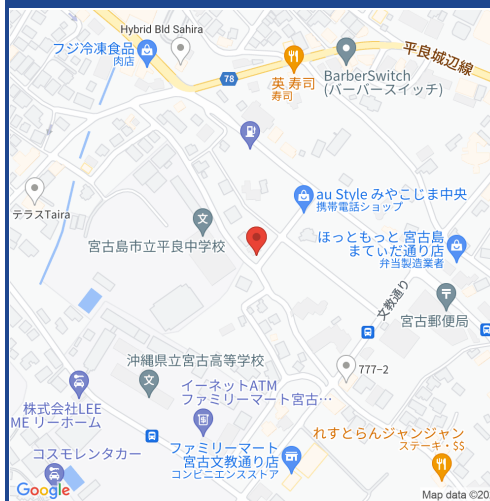 Hybrid Bld Sahira
フジ冷凍食品
肉店
平良城辺線
78
英 寿司
寿司
BarberSwitch
(バーバースイッチ)
au Style みやこじま中央
携帯電話ショップ
テラスTaira
宮古島市立平良中学校
ほっともっと 宮古島
まてぃだ通り店
弁当製造業者
文教通り
宮古郵便局
沖縄県立宮古高等学校
777−2
イーネットATM
ファミリーマート宮古…
株式会社LEE
ME リーホーム
れすとらんジャンジャン
ステーキ・$$
ファミリーマート
宮古文教通り店
コンビニエンスストア
コスモレンタカー
Google
Map data ©20